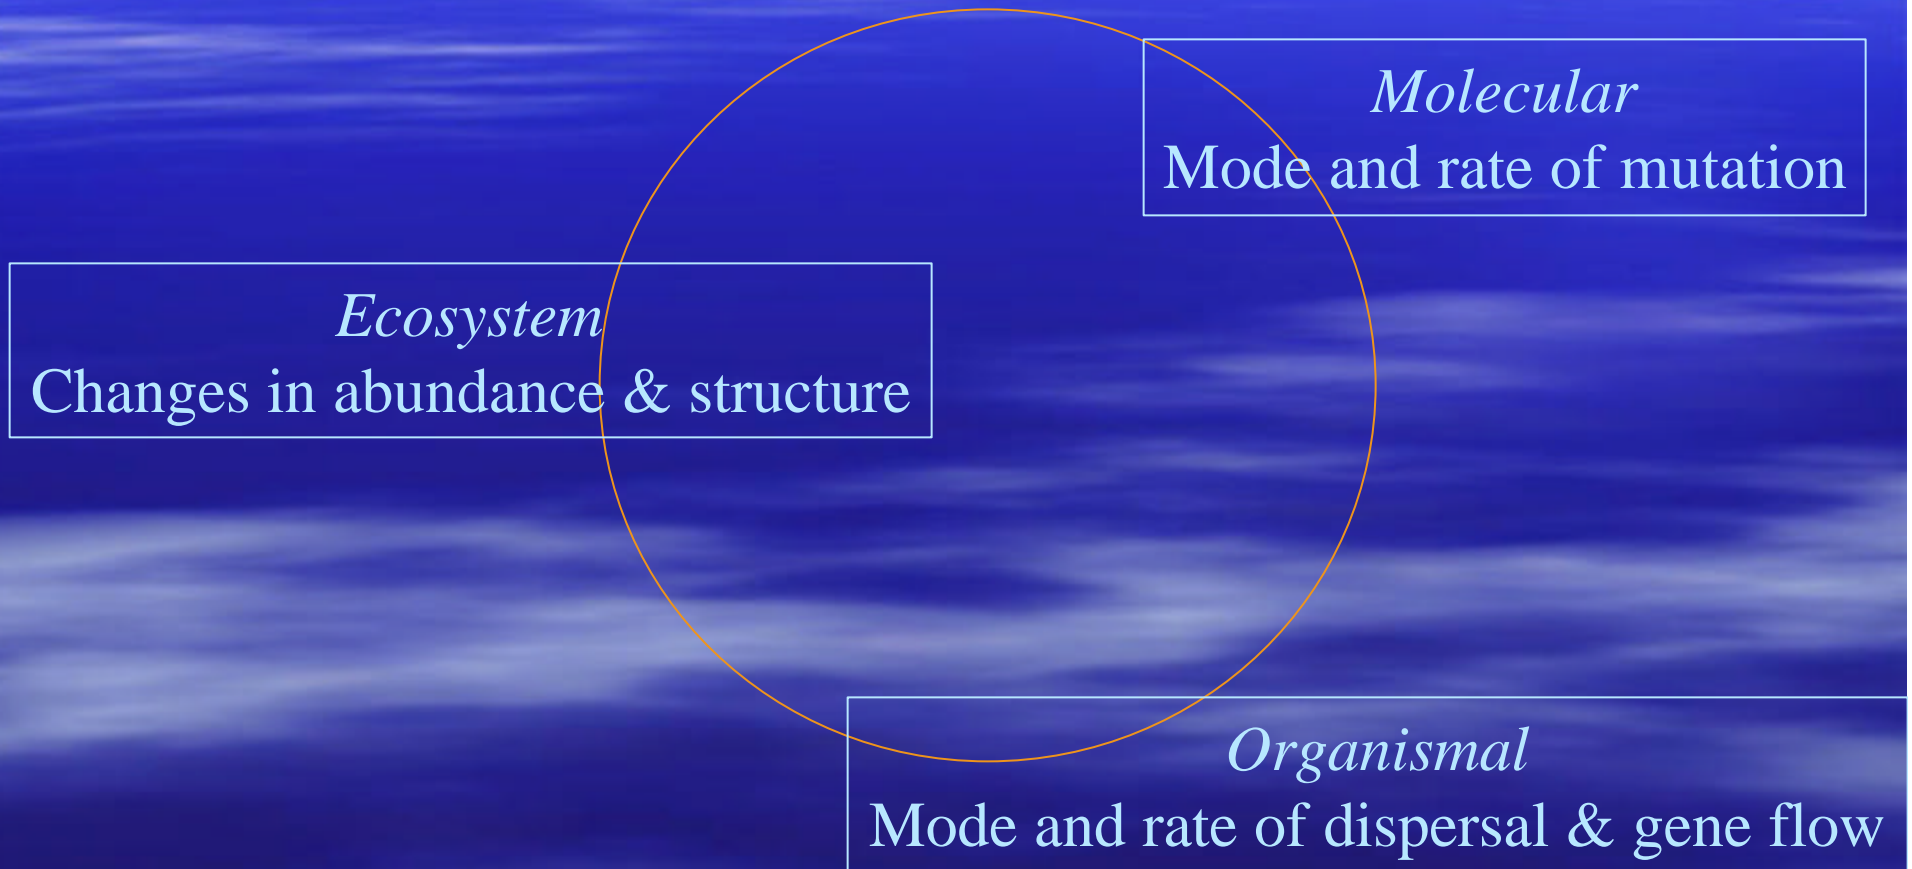 Molecular
Mode and rate of mutation
Ecosystem
Changes in abundance & structure
Organismal
Mode and rate of dispersal & gene flow